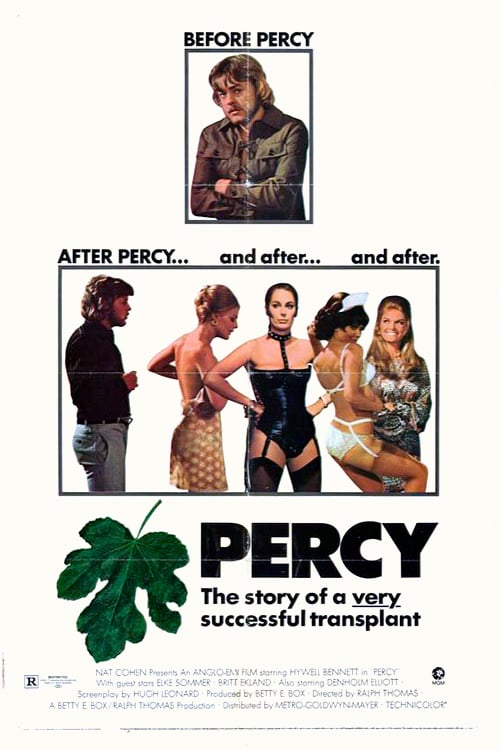 BEFORE PERCY
AFTER PERCY... and after... and after.
PERCY
The story of a very
successful transplant
NAT COHEN Presents An ANGLO-EMI FILM starring HYWELL BENNETT in "PERCY"
With guest stars ELKE SOMMER · BRITT EKLAND · Also starring DENHOLM ELLIOTT ·
Screenplay by HUGH LEONARD · Produced by BETTY E. BOX · Directed by RALPH THOMAS ·
A BETTY E. BOX/RALPH THOMAS Production · Distributed by METRO-GOLDWYN-MAYER · TECHNICOLOR®
R
RESTRICTED
MGM